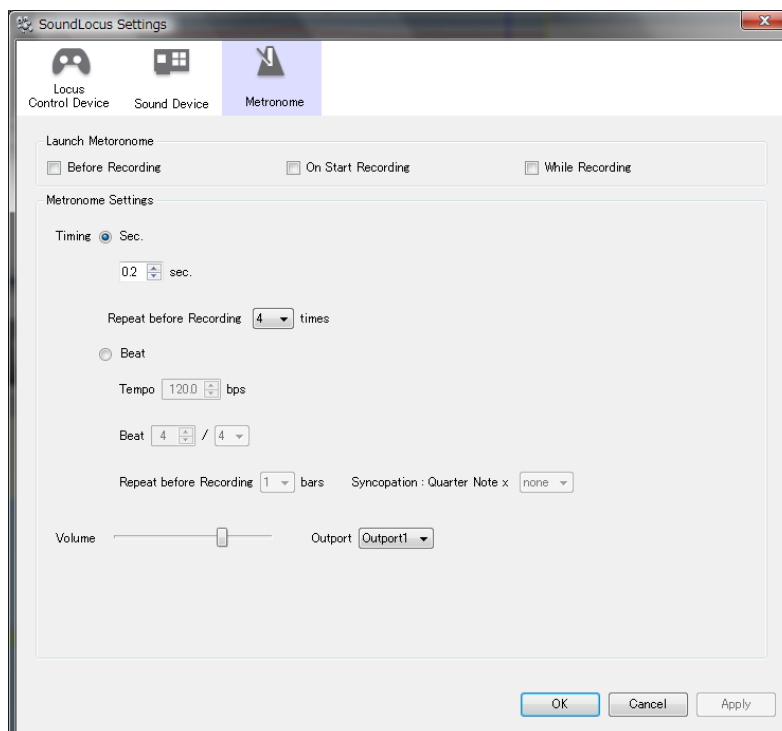 SoundLocus Settings
Locus
Control Device
Sound Device
Metronome
Launch Metoronome
Before Recording
On Start Recording
While Recording
Metronome Settings
Timing Sec.
0.2 sec.
Repeat before Recording 4 times
Beat
Tempo 120.0 bps
Beat 4 / 4
Repeat before Recording 1 bars Syncopation : Quarter Note x none
Volume Outport Outport1
OK Cancel Apply